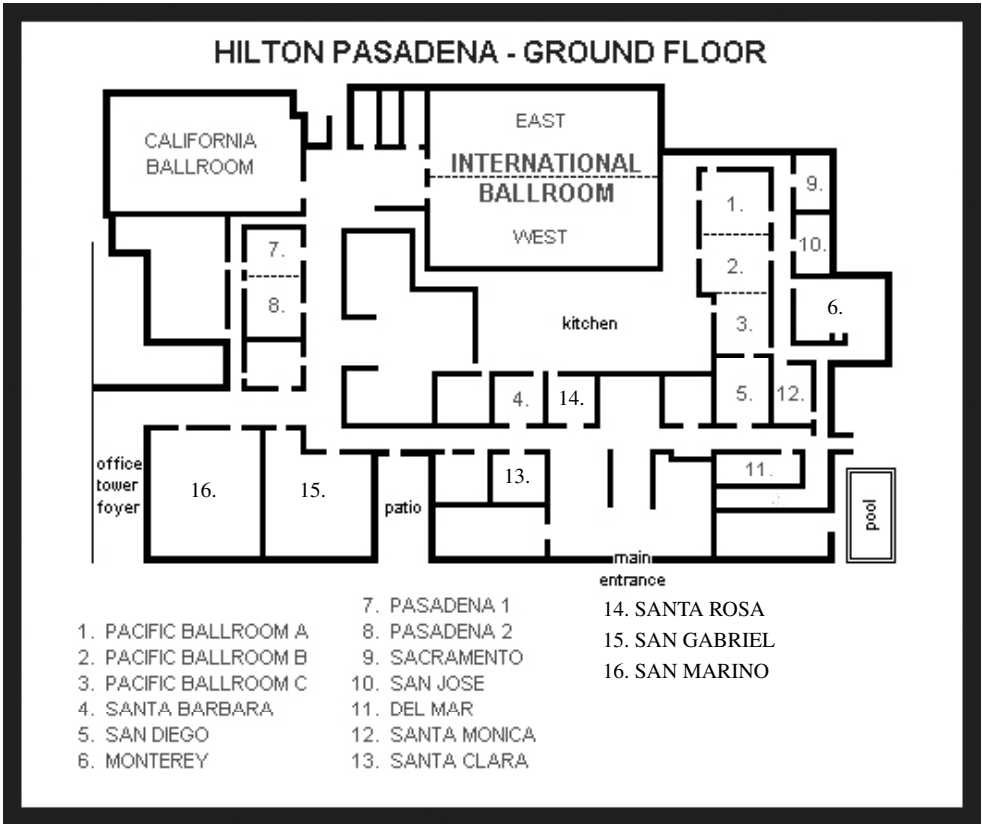 HILTON PASADENA - GROUND FLOOR
CALIFORNIA
BALLROOM
EAST
INTERNATIONAL
BALLROOM
WEST
1.
2.
3.
9.
10.
7.
8.
6.
kitchen
4.
14.
5.
12.
office
tower
foyer
16.
15.
patio
13.
11.
pool
main
entrance
1. PACIFIC BALLROOM A
2. PACIFIC BALLROOM B
3. PACIFIC BALLROOM C
4. SANTA BARBARA
5. SAN DIEGO
6. MONTEREY
7. PASADENA 1
8. PASADENA 2
9. SACRAMENTO
10. SAN JOSE
11. DEL MAR
12. SANTA MONICA
13. SANTA CLARA
14. SANTA ROSA
15. SAN GABRIEL
16. SAN MARINO